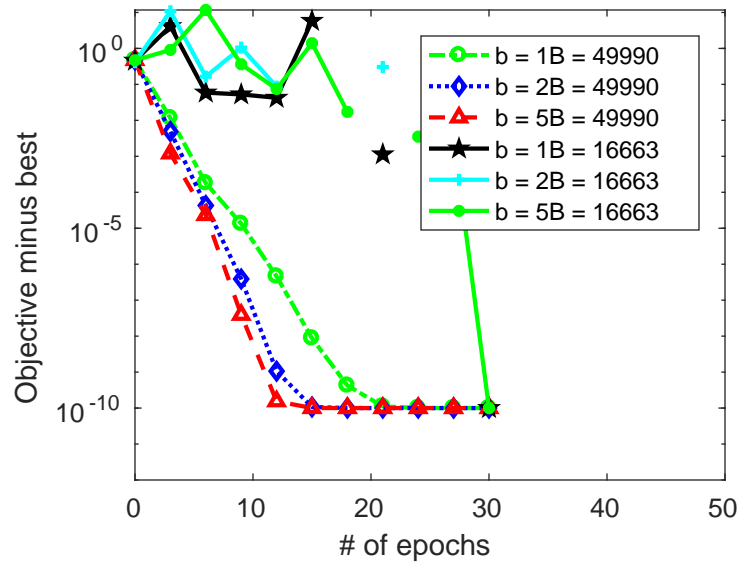 10^0
10^-5
10^-10
Objective minus best
b = 1B = 49990
b = 2B = 49990
b = 5B = 49990
b = 1B = 16663
b = 2B = 16663
b = 5B = 16663
0 10 20 30 40 50
# of epochs